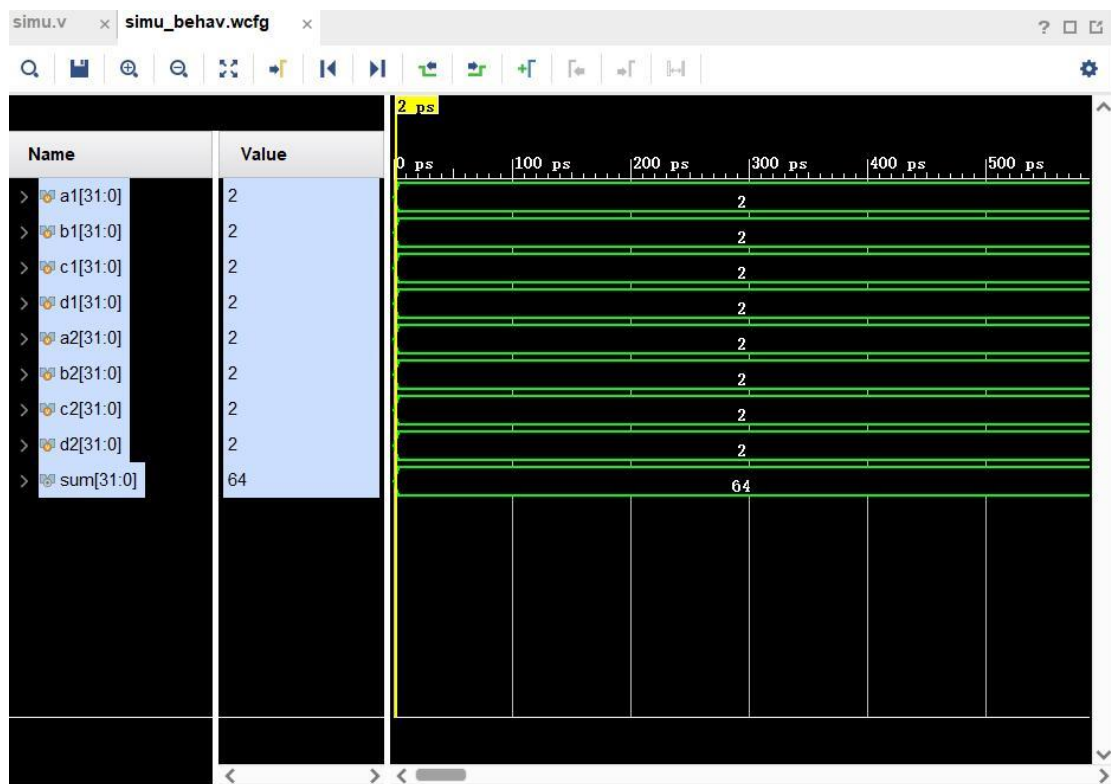 simu.v × simu_behav.wcfg × ?
2 ps
Name Value 0 ps 100 ps 200 ps 300 ps 400 ps 500 ps
a1[31:0] 2 2
b1[31:0] 2 2
c1[31:0] 2 2
d1[31:0] 2 2
a2[31:0] 2 2
b2[31:0] 2 2
c2[31:0] 2 2
d2[31:0] 2 2
sum[31:0] 64 64